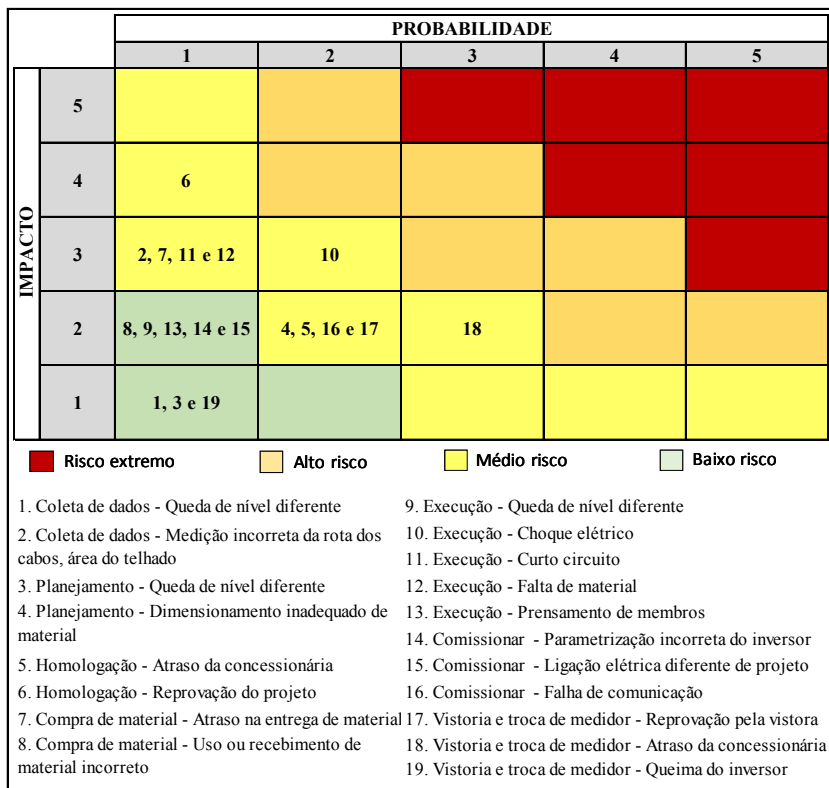 PROBABILIDADE
1 2 3 4 5
IMPACTO
5
4 6
3 2, 7, 11 e 12 10
2 8, 9, 13, 14 e 15 4, 5, 16 e 17 18
1 1, 3 e 19
Risco extremo Alto risco Médio risco Baixo risco
1. Coleta de dados - Queda de nível diferente
2. Coleta de dados - Medição incorreta da rota dos
cabos, área do telhado
3. Planejamento - Queda de nível diferente
4. Planejamento - Dimensionamento inadequado de
material
5. Homologação - Atraso da concessionária
6. Homologação - Reprovação do projeto
7. Compra de material - Atraso na entrega de material
8. Compra de material - Uso ou recebimento de
material incorreto
9. Execução - Queda de nível diferente
10. Execução - Choque elétrico
11. Execução - Curto circuito
12. Execução - Falta de material
13. Execução - Prensamento de membros
14. Comissionar - Parametrização incorreta do inversor
15. Comissionar - Ligação elétrica diferente de projeto
16. Comissionar - Falha de comunicação
17. Vistoria e troca de medidor - Reprovação pela vistora
18. Vistoria e troca de medidor - Atraso da concessionária
19. Vistoria e troca de medidor - Queima do inversor